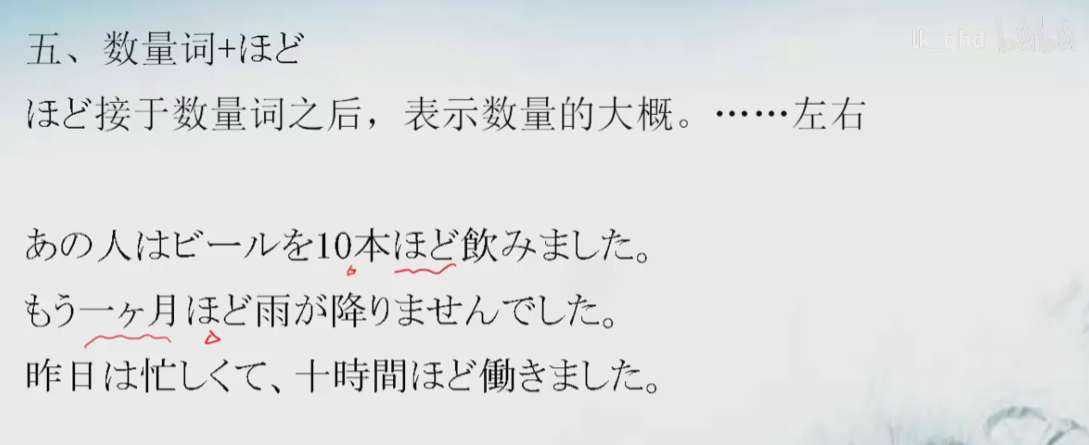 五、数量词+ほど
ほど接于数量词之后，表示数量的大概。……左右
あの人はビールを10本ほど飲みました。
もう一ヶ月ほど雨が降りませんでした。
昨日は忙しくて、十時間ほど働きました。